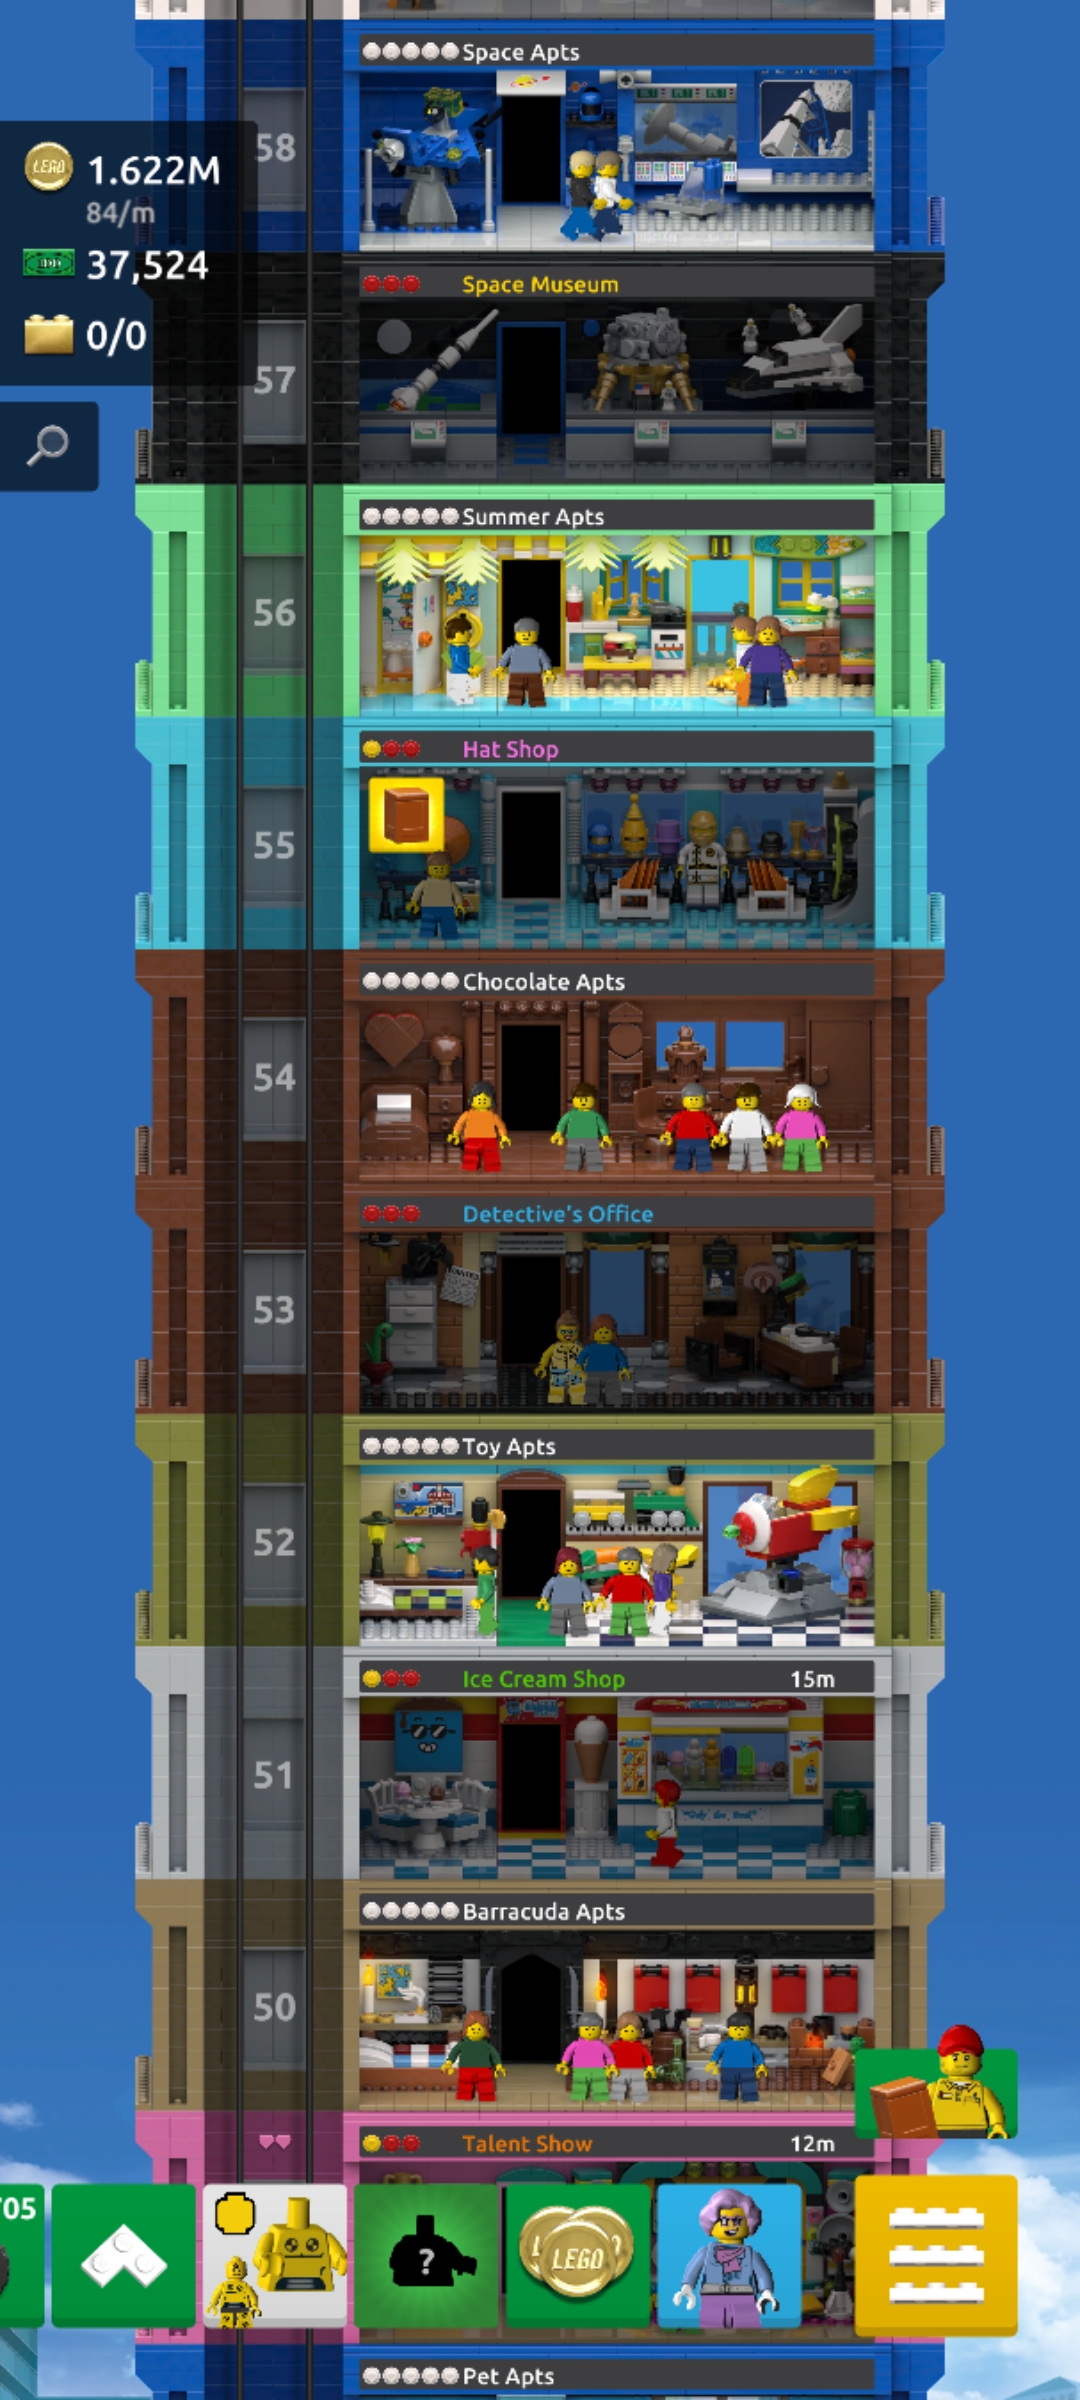 Space Apts
58
LEGO
1.622M
84/m
37,524
0/0
Space Museum
57
Summer Apts
56
Hat Shop
55
Chocolate Apts
54
Detective's Office
53
Toy Apts
52
Ice Cream Shop
15m
51
Barracuda Apts
50
Talent Show
12m
?
LEGO
Pet Apts